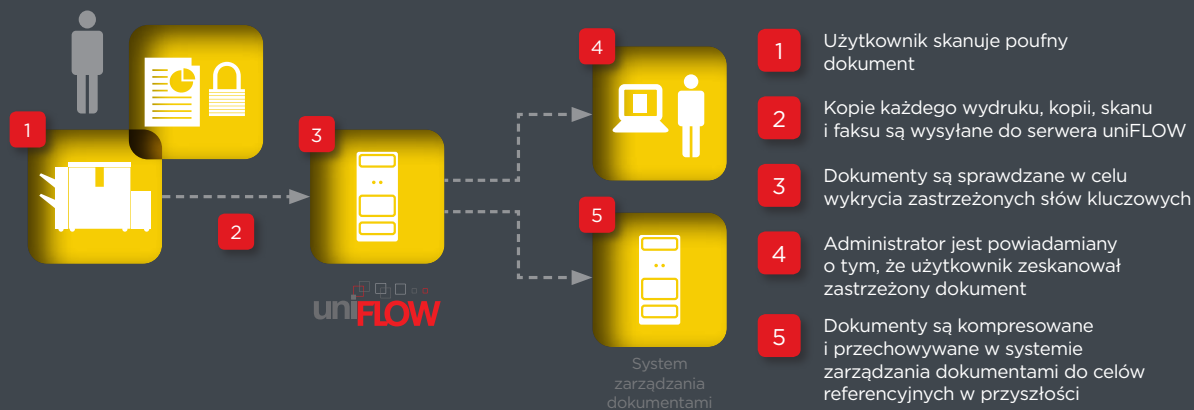 1
2
3
uniFLOW
4
5
System
zarządzania
dokumentami
1
Użytkownik skanuje poufny
dokument
2
Kopie każdego wydruku, kopii, skanu
i faksu są wysyłane do serwera uniFLOW
3
Dokumenty są sprawdzane w celu
wykrycia zastrzeżonych słów kluczowych
4
Administrator jest powiadamiany
o tym, że użytkownik zeskanował
zastrzeżony dokument
5
Dokumenty są kompresowane
i przechowywane w systemie
zarządzania dokumentami do celów
referencyjnych w przyszłości